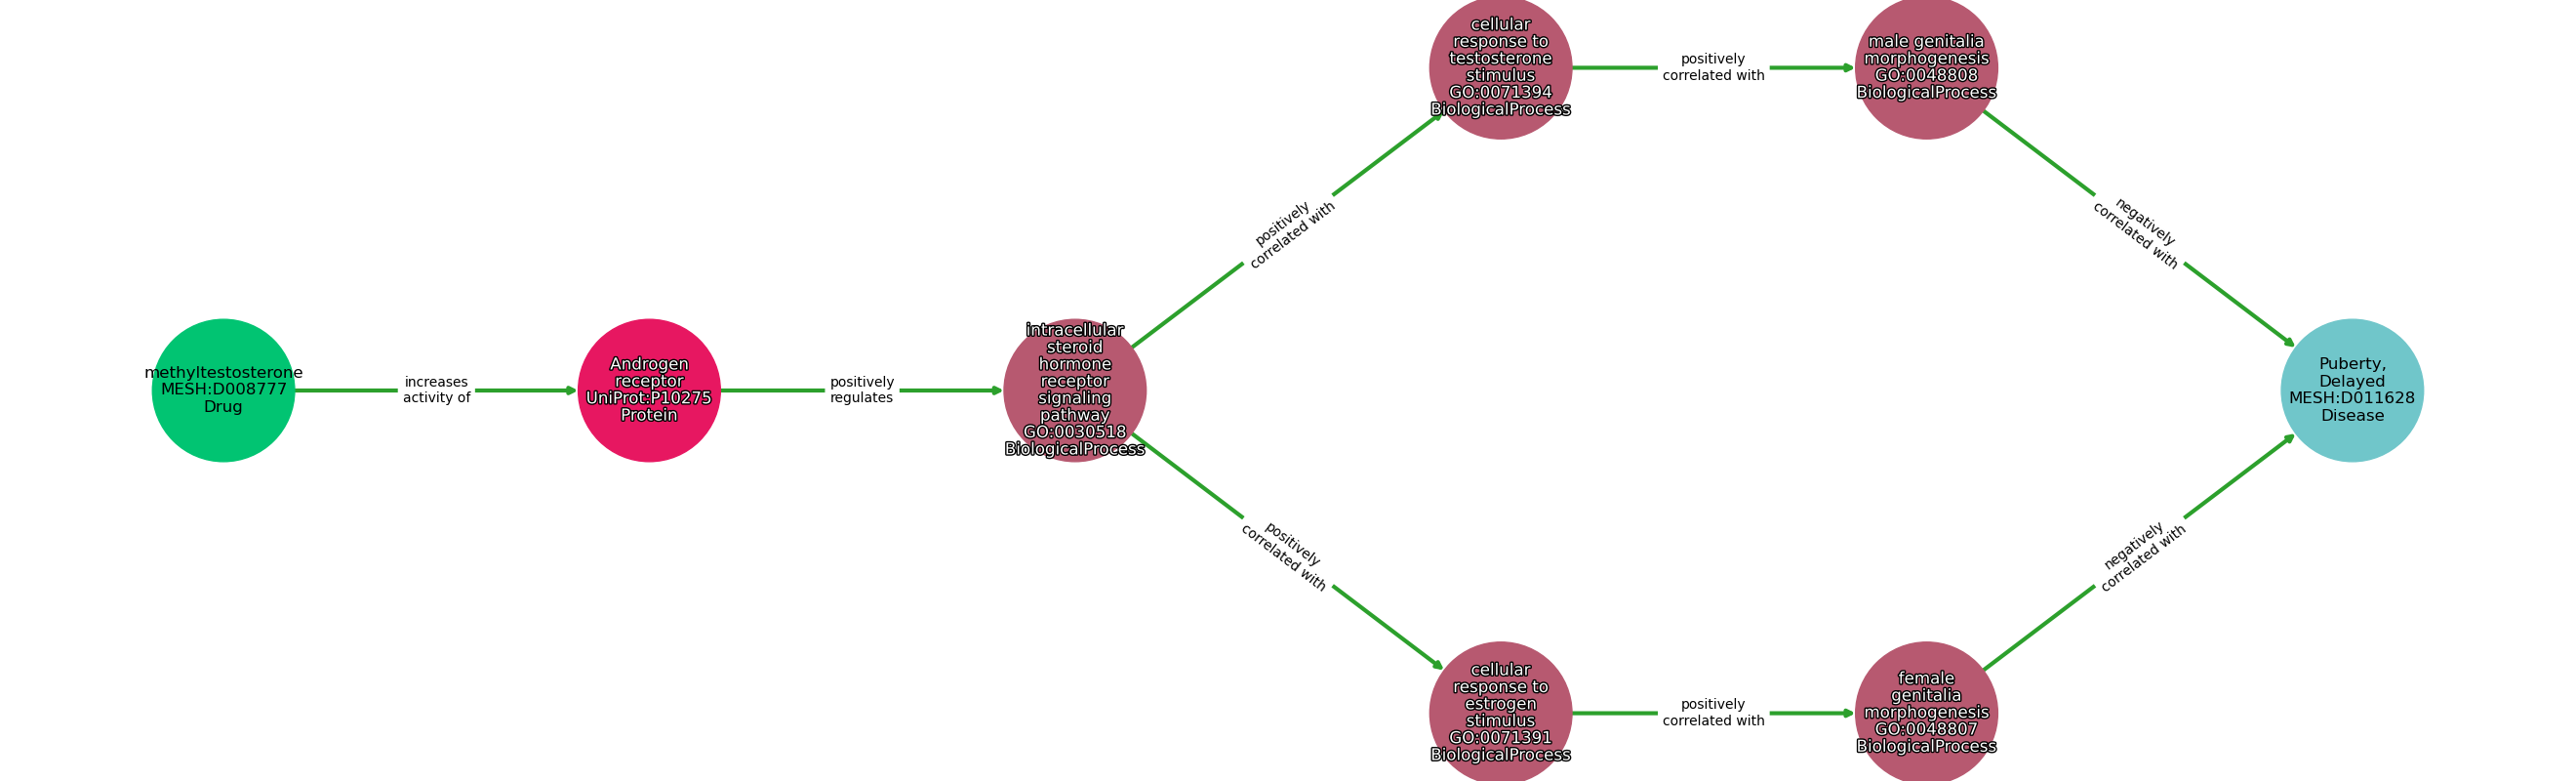 methyltestosterone
MESH:D008777
Drug
increases
activity of
Androgen
receptor
UniProt:P10275
Protein
positively
regulates
intracellular
steroid
hormone
receptor
signaling
pathway
GO:0030518
BiologicalProcess
positively
correlated with
cellular
response to
testosterone
stimulus
GO:0071394
BiologicalProcess
positively
correlated with
male genitalia
morphogenesis
GO:0048808
BiologicalProcess
negatively
correlated with
positively
correlated with
cellular
response to
estrogen
stimulus
GO:0071391
BiologicalProcess
positively
correlated with
female
genitalia
morphogenesis
GO:0048807
BiologicalProcess
negatively
correlated with
Puberty,
Delayed
MESH:D011628
Disease